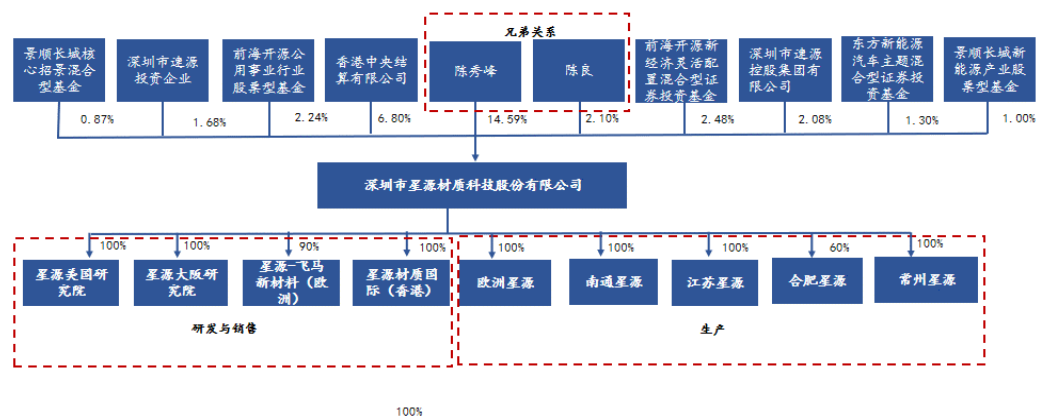 兄弟关系
景顺长城核
心招景混合
型基金
深圳市速源
投资企业
前海开源公
用事业行业
股票型基金
香港中央结
算有限公司
陈秀峰
陈良
前海开源新
经济灵活配
置混合型证
券投资基金
深圳市速源
控股集团有
限公司
东方新能源
汽车主题混
合型证券投
资基金
景顺长城新
能源产业股
票型基金
0.87%
1.68%
2.24%
6.80%
14.59%
2.10%
2.48%
2.08%
1.30%
1.00%
深圳市星源材质科技股份有限公司
100%
100%
90%
100%
100%
100%
100%
60%
100%
星源美国研
究院
星源大阪研
究院
星源-飞马
新材料（欧
洲）
星源材质国
际（香港）
欧洲星源
南通星源
江苏星源
合肥星源
常州星源
研发与销售
生产
100%